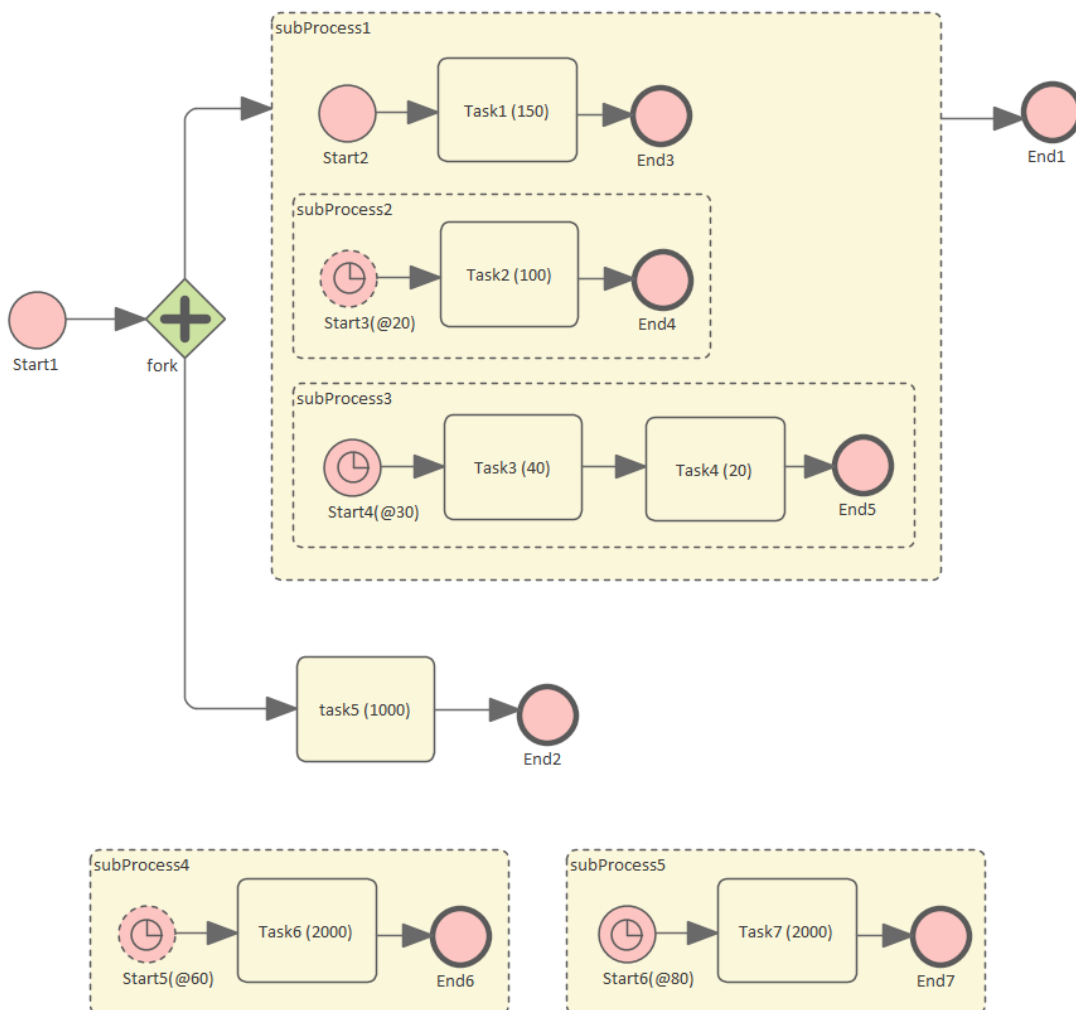 subProcess1
Task1 (150)
Start2
End3
End1
subProcess2
Task2 (100)
Start3(@20)
End4
Start1
fork
subProcess3
Task3 (40)
Task4 (20)
Start4(@30)
End5
task5 (1000)
End2
subProcess4
Task6 (2000)
Start5(@60)
End6
subProcess5
Task7 (2000)
Start6(@80)
End7